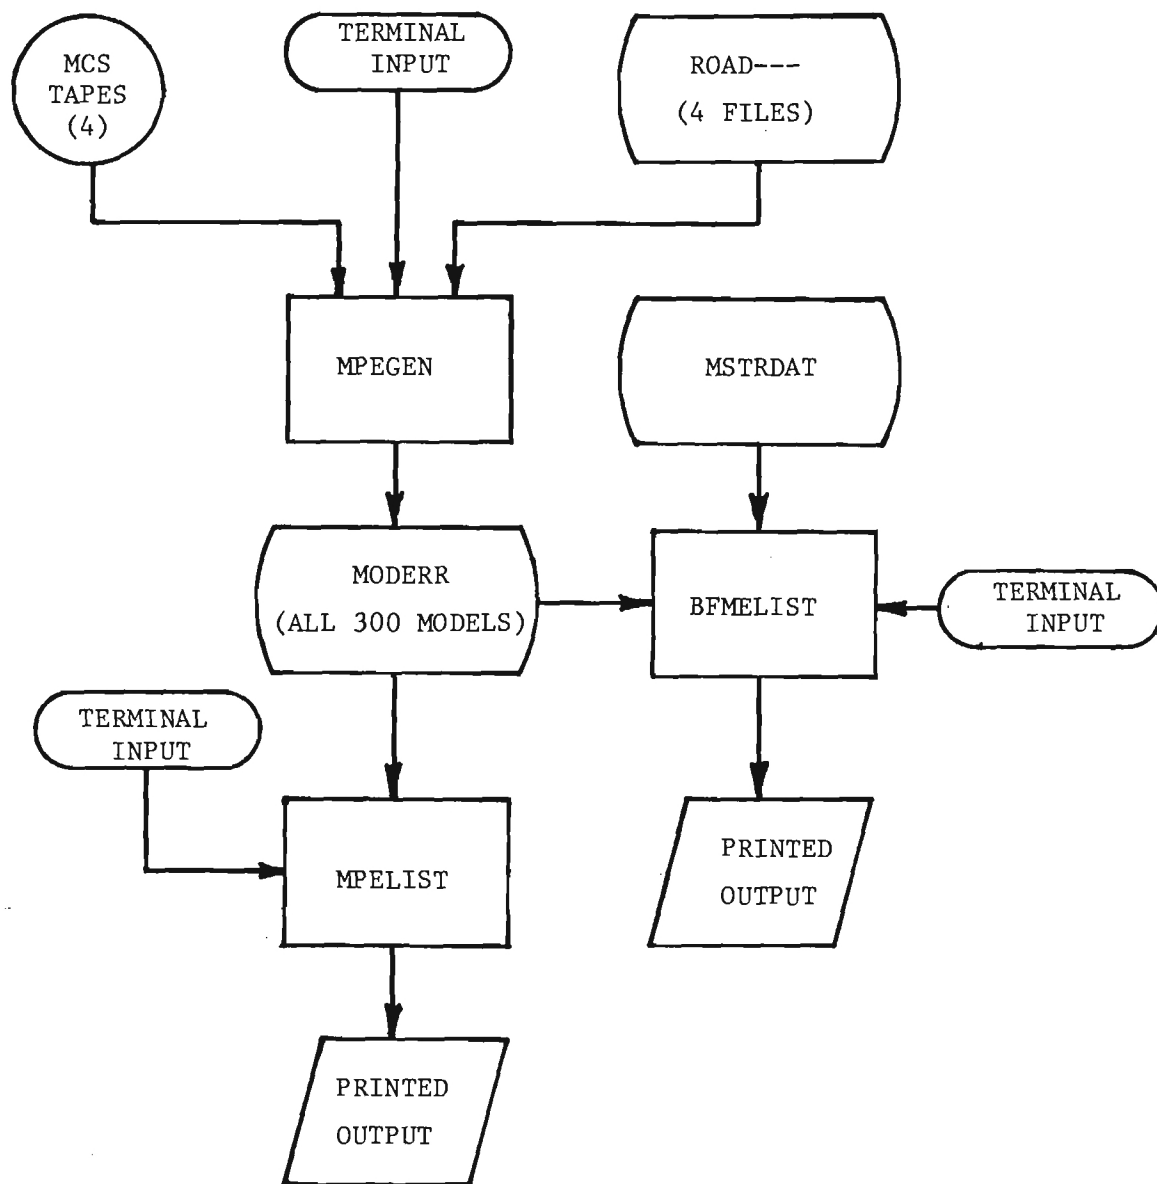 MCS
TAPES
(4)
TERMINAL
INPUT
ROAD---
(4 FILES)
MPEGEN
MSTRDAT
MODERR
(ALL 300 MODELS)
BFMELIST
TERMINAL
INPUT
TERMINAL
INPUT
MPELIST
PRINTED
OUTPUT
PRINTED
OUTPUT